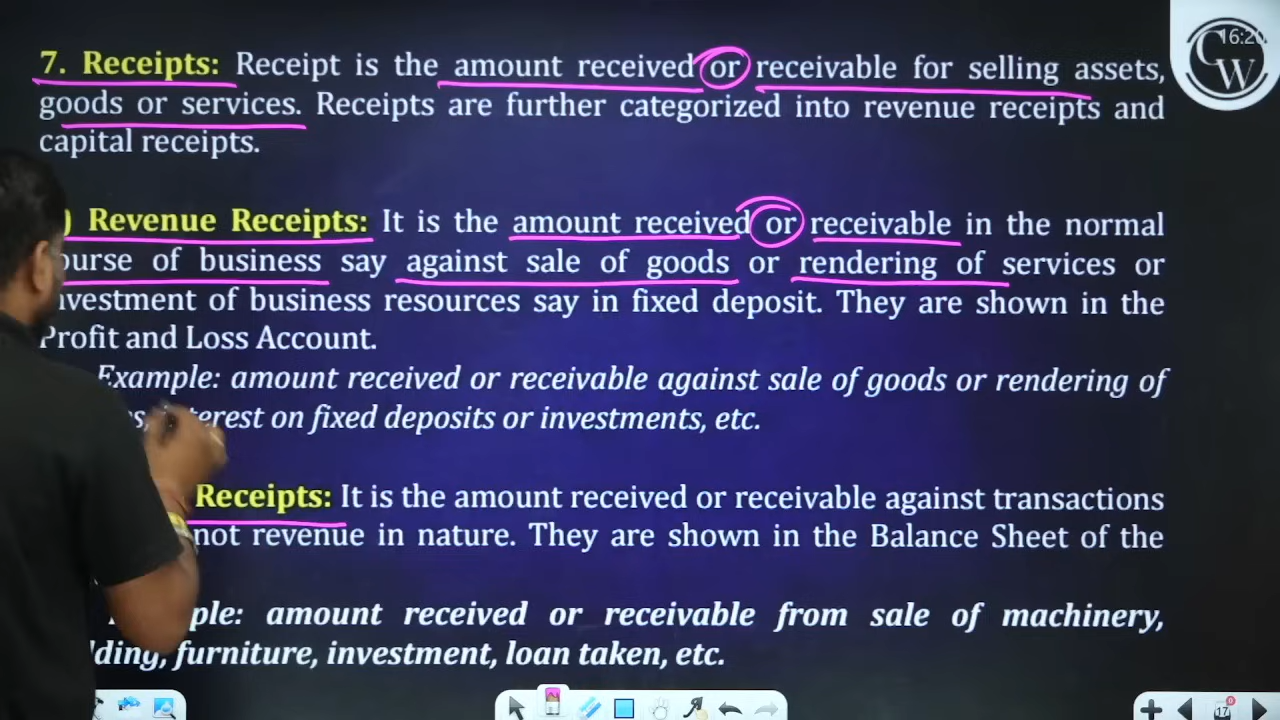 16:20
CW
7. Receipts: Receipt is the amount received or receivable for selling assets,
goods or services. Receipts are further categorized into revenue receipts and
capital receipts.
) Revenue Receipts: It is the amount received or receivable in the normal
ourse of business say against sale of goods or rendering of services or
nvestment of business resources say in fixed deposit. They are shown in the
Profit and Loss Account.
Example: amount received or receivable against sale of goods or rendering of
on fixed deposits or investments, etc.
Receipts: It is the amount received or receivable against transactions
not revenue in nature. They are shown in the Balance Sheet of the
ple: amount received or receivable from sale of machinery,
lding, furniture, investment, loan taken, etc.
17